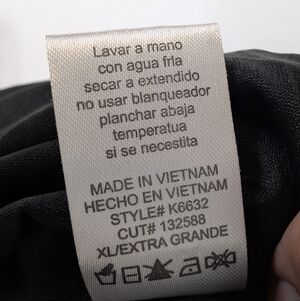 Lavar a mano
con agua frIa
secar a extendido
no usar blanqueador
planchar abaja
temperatua
si se necesita
MADE IN VIETNAM
HECHO EN VIETNAM
STYLE# K6632
CUT# 132588
XL/EXTRA GRANDE